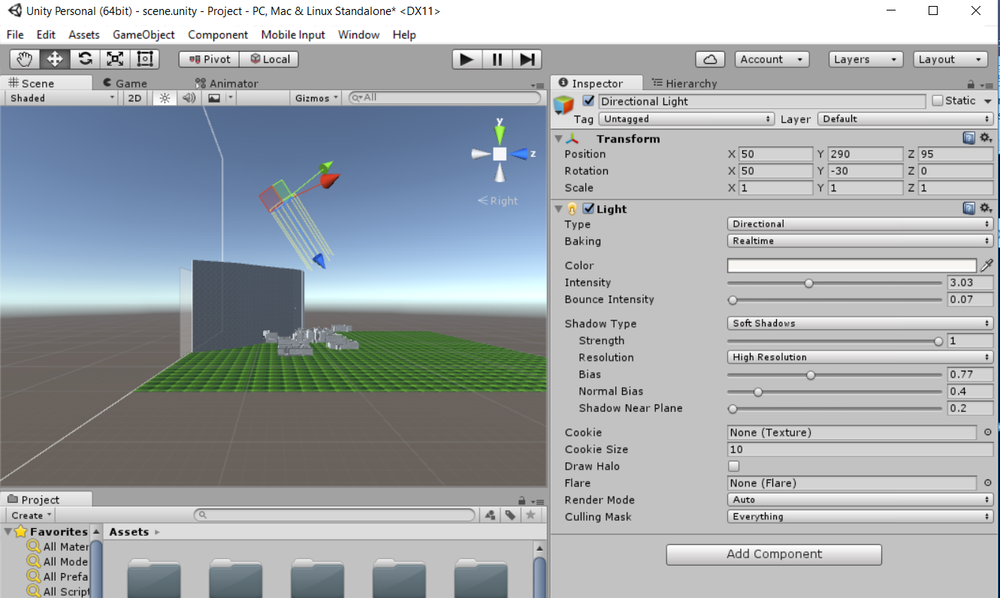 Unity Personal (64bit) - scene.unity - Project - PC, Mac & Linux Standalone* <DX11>
File Edit Assets GameObject Component Mobile Input Window Help
Pivot Local Account Layers Layout
Scene Game Animator
Shaded 2D Gizmos All
y
z
Right
Inspector Hierarchy
Directional Light Static
Tag Untagged Layer Default
Transform
Position X 50 Y 290 Z 95
Rotation X 50 Y -30 Z 0
Scale X 1 Y 1 Z 1
Light
Type Directional
Baking Realtime
Color
Intensity 3.03
Bounce Intensity 0.07
Shadow Type Soft Shadows
Strength 1
Resolution High Resolution
Bias 0.77
Normal Bias 0.4
Shadow Near Plane 0.2
Cookie None (Texture)
Cookie Size 10
Draw Halo
Flare None (Flare)
Render Mode Auto
Culling Mask Everything
Add Component
Project
Create
Favorites
All Mater
All Mode
All Prefa
All Script
Assets